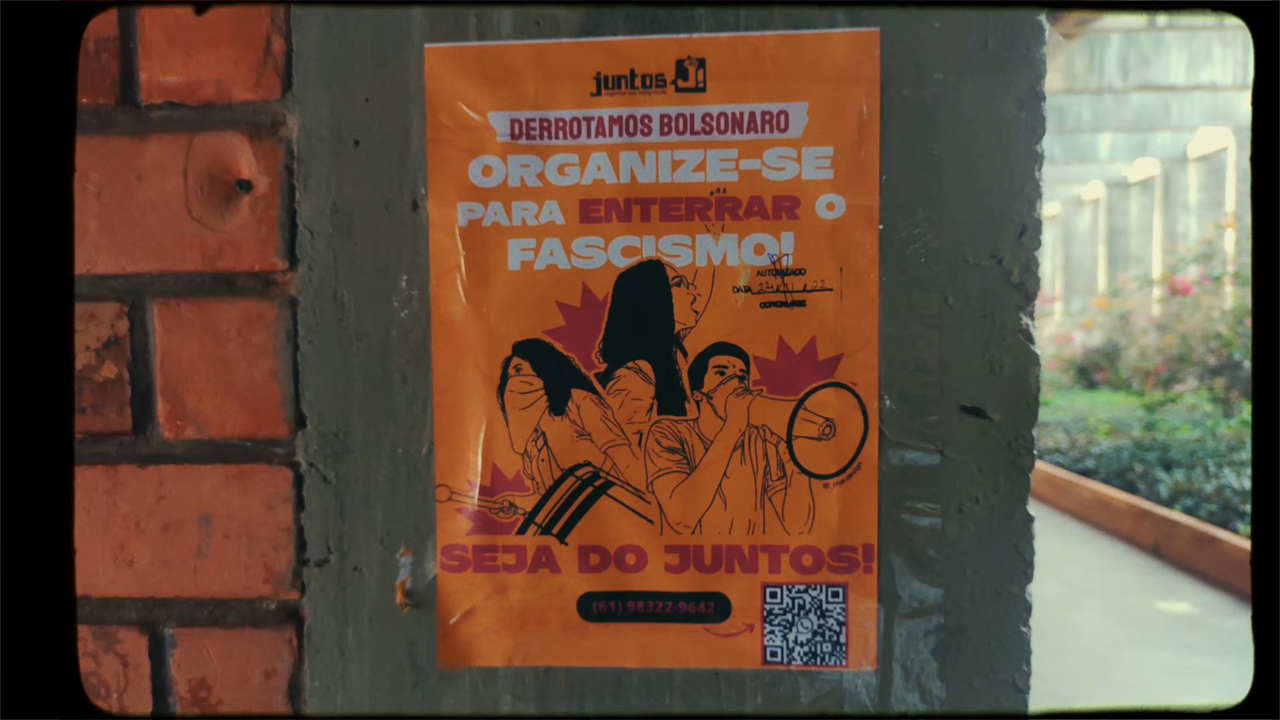 juntos
DERROTAMOS BOLSONARO
ORGANIZE-SE
PARA ENTERRAR O
FASCISMO!
AUTORIZADO
DATA
SEJA DO JUNTOS!
(61) 98322-9642